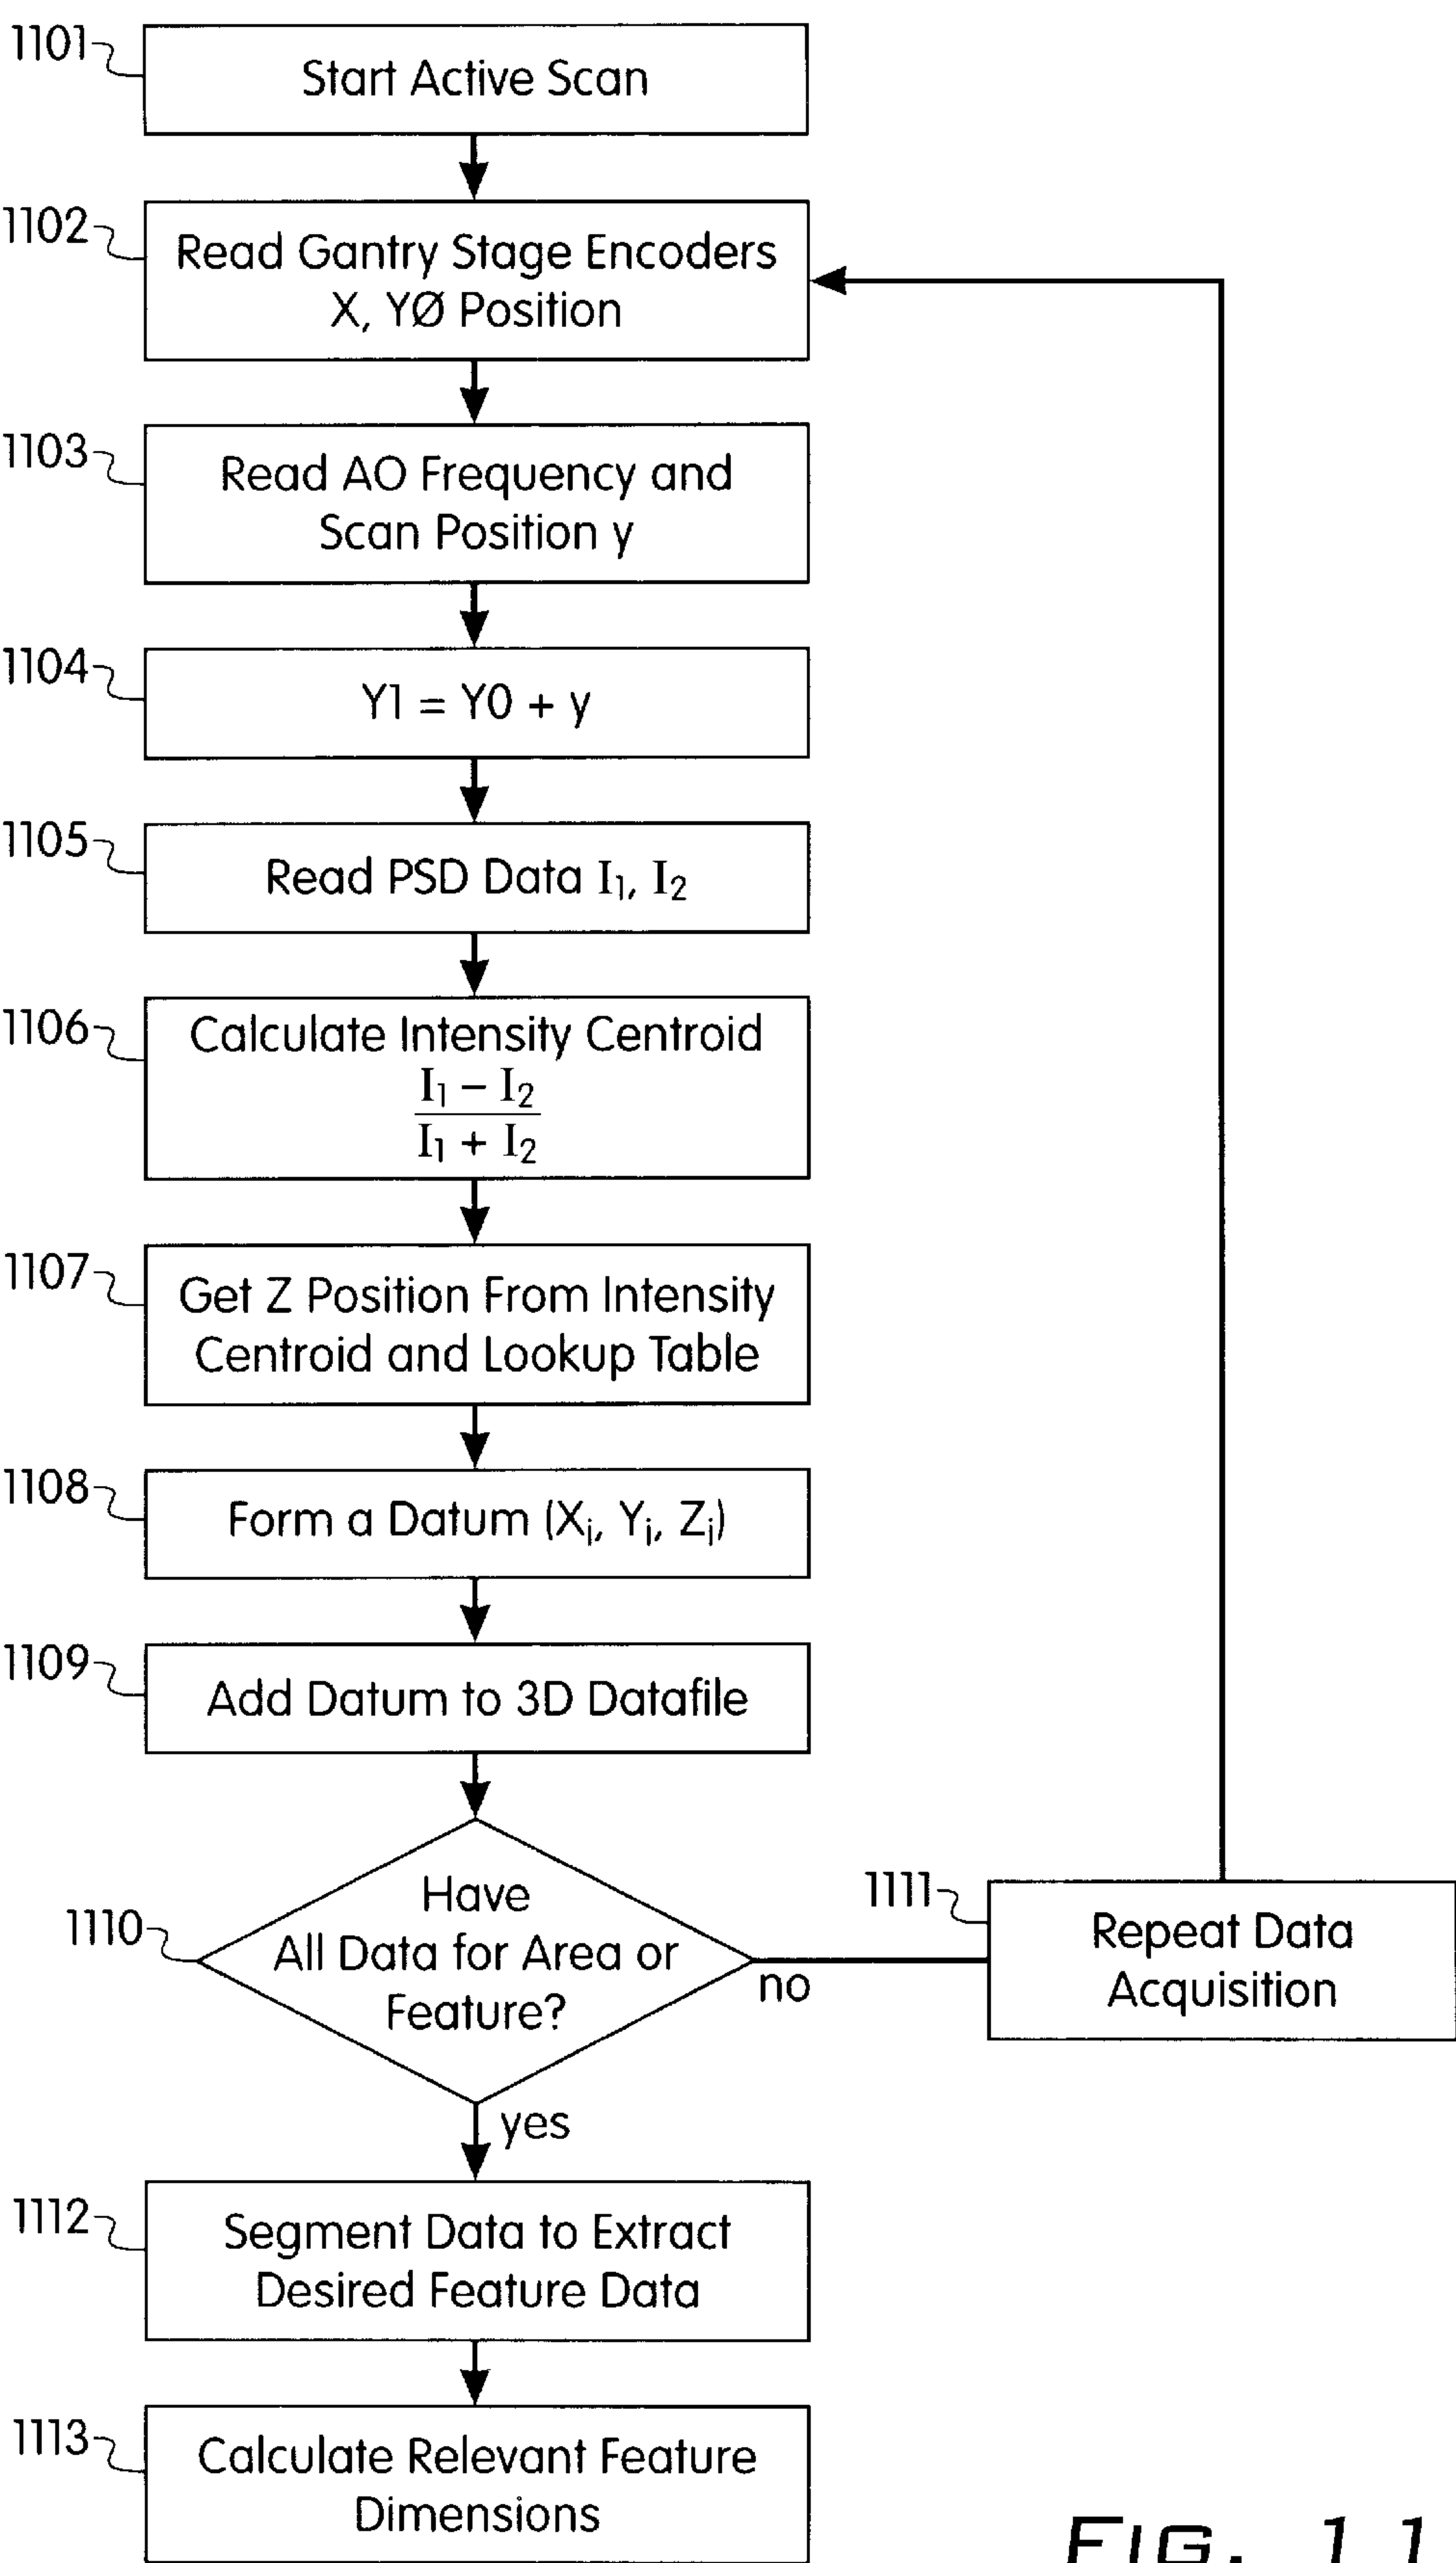 1101
Start Active Scan
1102
Read Gantry Stage Encoders
X, YØ Position
1103
Read AO Frequency and
Scan Position y
1104
Y1 = Y0 + y
1105
Read PSD Data I₁, I₂
1106
Calculate Intensity Centroid
I₁ − I₂
I₁ + I₂
1107
Get Z Position From Intensity
Centroid and Lookup Table
1108
Form a Datum (Xᵢ, Yᵢ, Zᵢ)
1109
Add Datum to 3D Datafile
1110
Have
All Data for Area or
Feature?
no
1111
Repeat Data
Acquisition
yes
1112
Segment Data to Extract
Desired Feature Data
1113
Calculate Relevant Feature
Dimensions
FIG. 11